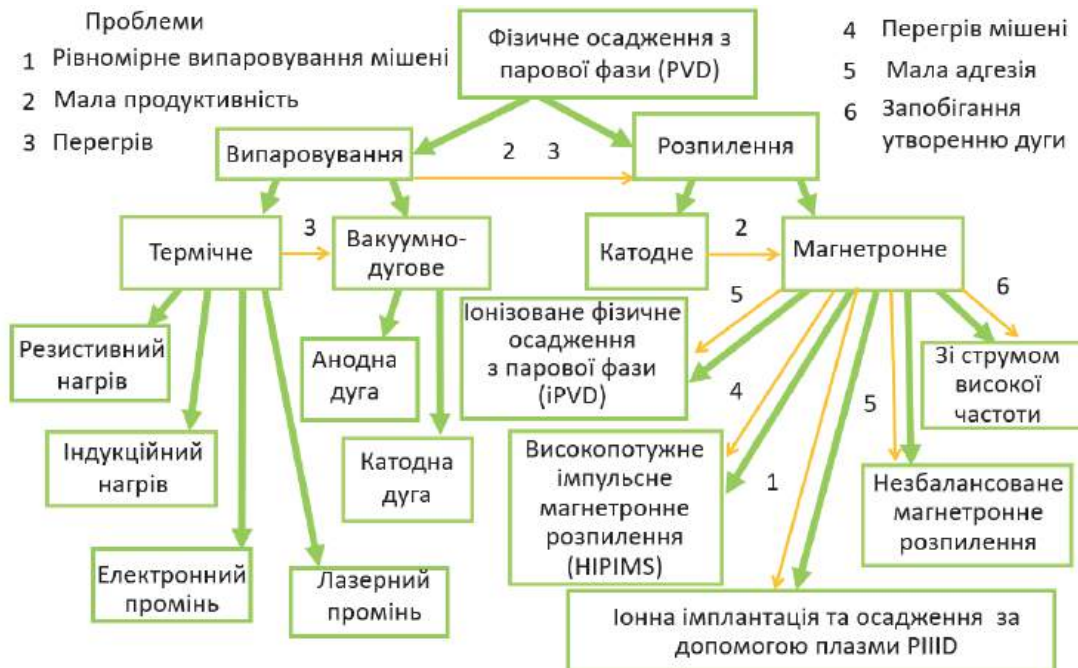 Проблеми
1 Рівномірне випаровування мішені
2 Мала продуктивність
3 Перегрів
Фізичне осадження з
парової фази (PVD)
4 Перегрів мішені
5 Мала адгезія
6 Запобігання
утворенню дуги
Випаровування
2 3
Розпилення
Термічне
3
Вакуумно-
дугове
Катодне
2
Магнетронне
Резистивний
нагрів
Індукційний
нагрів
Електронний
промінь
Лазерний
промінь
Анодна
дуга
Катодна
дуга
5
Іонізоване фізичне
осадження
з парової фази
(iPVD)
4
Високопотужне
імпульсне
магнетронне
розпилення
(HIPIMS)
1
Іонна імплантація та осадження за
допомогою плазми PIIID
5
Незбалансоване
магнетронне
розпилення
6
Зі струмом
високої
частоти